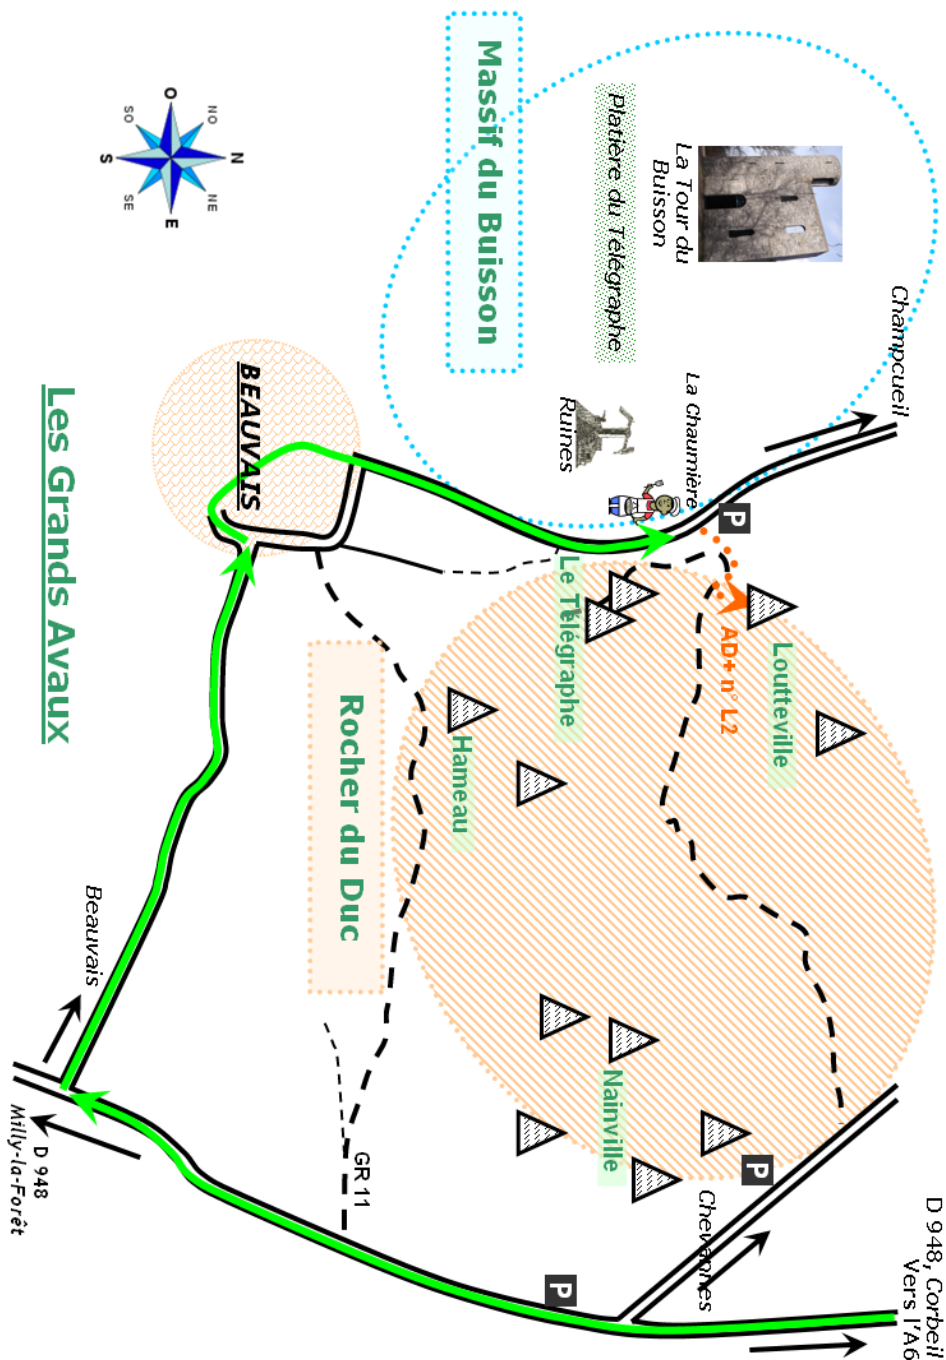 Les Grands Avaux
N
NE
E
SE
S
SO
O
NO
Massif du Buisson
Platière du Télégraphe
La Tour du
Buisson
Champcueil
La Chaumière
Ruines
P
BEAUVAIS
Le Télégraphe
AD+ n° L2
Loutteville
Hameau
Rocher du Duc
Nainville
P
Chevannes
GR 11
P
D 948, Corbeil
Vers l'A6
Beauvais
D 948
Milly-la-Forêt